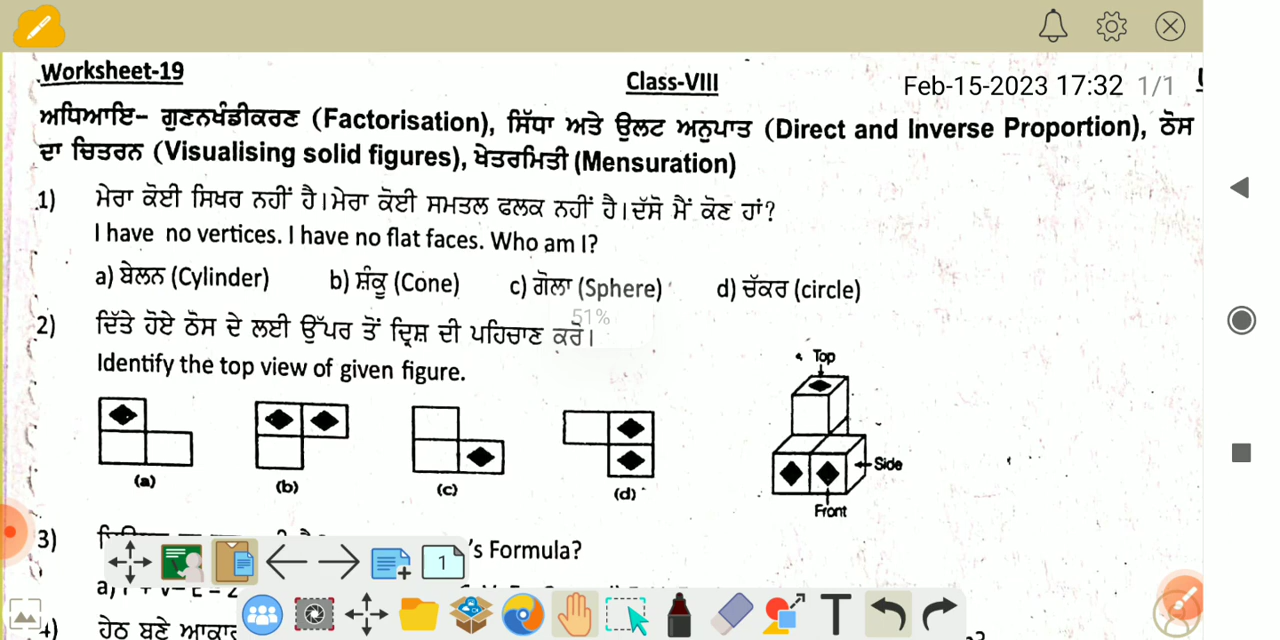 Worksheet-19
Class-VIII
Feb-15-2023 17:32 1/1
ਅਧਿਆਇ- ਗੁਣਨਖੰਡੀਕਰਣ (Factorisation), ਸਿੱਧਾ ਅਤੇ ਉਲਟ ਅਨੁਪਾਤ (Direct and Inverse Proportion), ਠੋਸ
ਦਾ ਚਿਤਰਨ (Visualising solid figures), ਖੇਤਰਮਿਤੀ (Mensuration)
1) ਮੇਰਾ ਕੋਈ ਸਿਖਰ ਨਹੀਂ ਹੈ। ਮੇਰਾ ਕੋਈ ਸਮਤਲ ਫਲਕ ਨਹੀਂ ਹੈ। ਦੱਸੋ ਮੈਂ ਕੋਣ ਹਾਂ?
I have no vertices. I have no flat faces. Who am I?
a) ਬੇਲਨ (Cylinder) b) ਸ਼ੰਕੂ (Cone) c) ਗੋਲਾ (Sphere) d) ਚੱਕਰ (circle)
51%
2) ਦਿੱਤੇ ਹੋਏ ਠੋਸ ਦੇ ਲਈ ਉੱਪਰ ਤੋਂ ਦ੍ਰਿਸ਼ ਦੀ ਪਹਿਚਾਣ ਕਰੋ।
Identify the top view of given figure.
Top
Side
Front
(a) (b) (c) (d)
3) 's Formula?
1
a)
4) ਹੇਠ ਬਣੇ ਆਕਾਰ
T